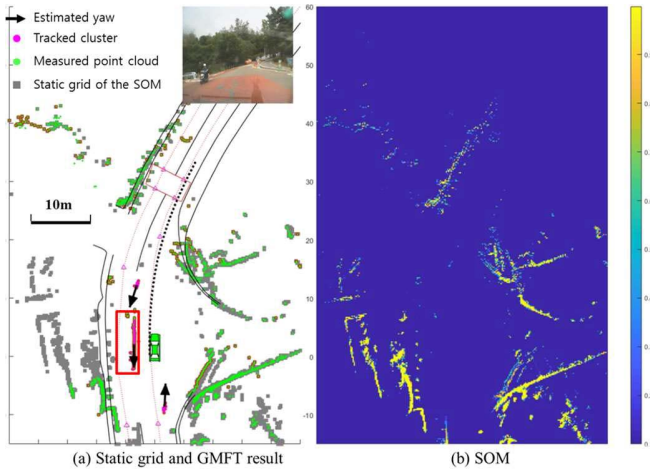 Estimated yaw
Tracked cluster
Measured point cloud
Static grid of the SOM
10m
60
50
40
30
20
10
0
-10
(a) Static grid and GMFT result
(b) SOM